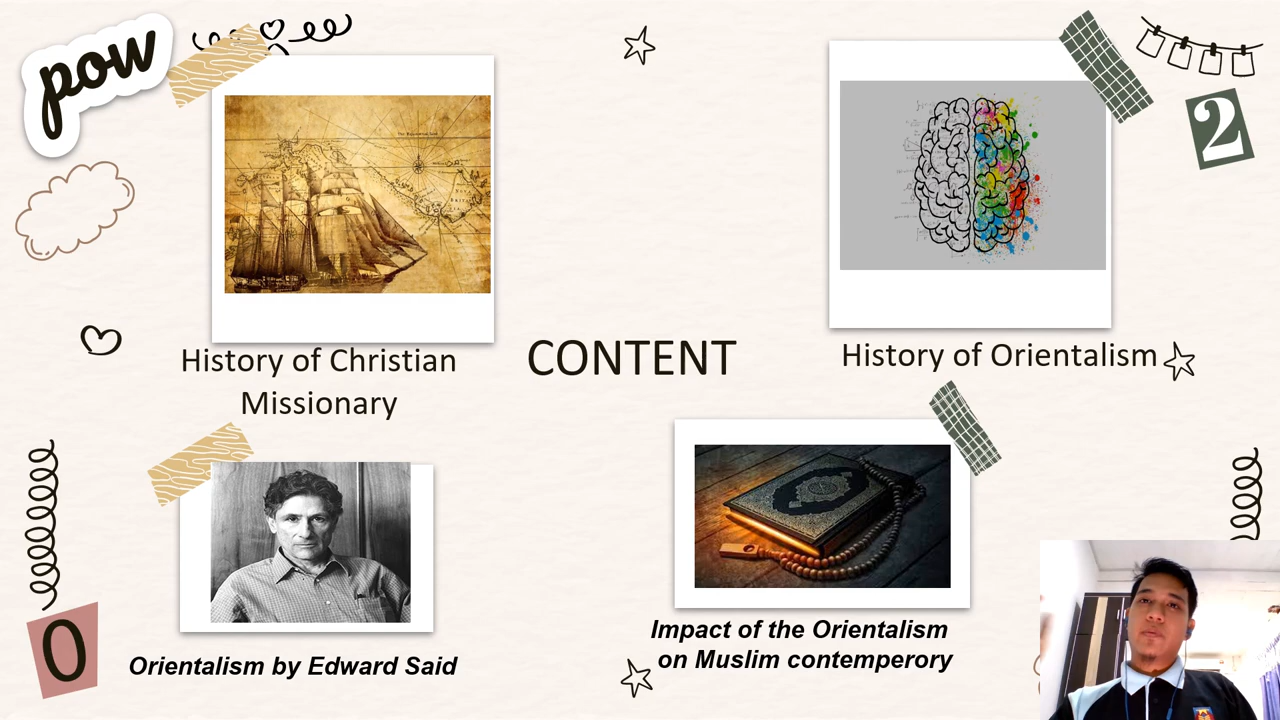 pow
2
History of Christian
Missionary
CONTENT
History of Orientalism
Orientalism by Edward Said
Impact of the Orientalism
on Muslim contemperory
0